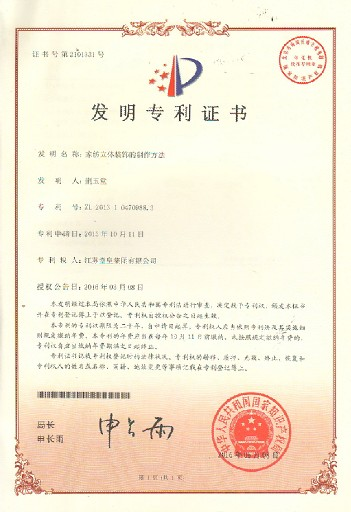 证书号第2161931号
发明专利证书
发明名称：家纺立体装饰的制作方法
发 明 人：
专 利 号：ZL 2013 1 0470988.3
专利申请日：2013年10月11日
专利权人：江苏堂皇集团有限公司
授权公告日：2016年03月08日
本发明经过本局依照中华人民共和国专利法进行审查，决定授予专利权，颁发本证书
并在专利登记簿上予以登记。专利权自授权公告之日起生效。
本专利的专利权期限为二十年，自申请日起算。专利权人应当依照专利法及其实施细
则规定缴纳年费。本专利的年费应当在每年10月11日前缴纳。未按照规定缴纳年费的，
专利权自应当缴纳年费期满之日起终止。
专利证书记载专利权登记时的法律状况。专利权的转移、质押、无效、终止、恢复和
专利权人的姓名或名称、国籍、地址变更等事项记载在专利登记簿上。
局长
申长雨
申长雨
中华人民共和国国家知识产权局
第1页(共1页)